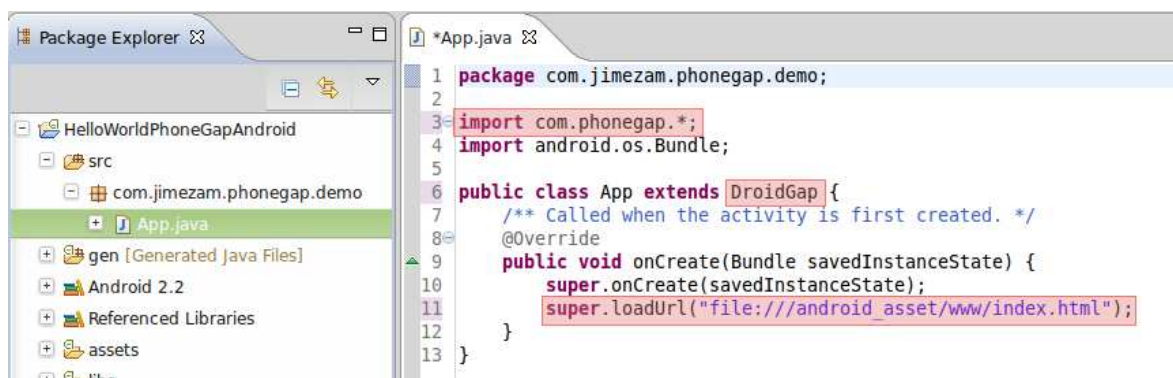 Package Explorer
HelloWorldPhoneGapAndroid
src
com.jimezam.phonegap.demo
App.java
gen [Generated Java Files]
Android 2.2
Referenced Libraries
assets
*App.java
1 package com.jimezam.phonegap.demo;
2
3 import com.phonegap.*;
4 import android.os.Bundle;
5
6 public class App extends DroidGap {
7 /** Called when the activity is first created. */
8 @Override
9 public void onCreate(Bundle savedInstanceState) {
10 super.onCreate(savedInstanceState);
11 super.loadUrl("file:///android_asset/www/index.html");
12 }
13 }